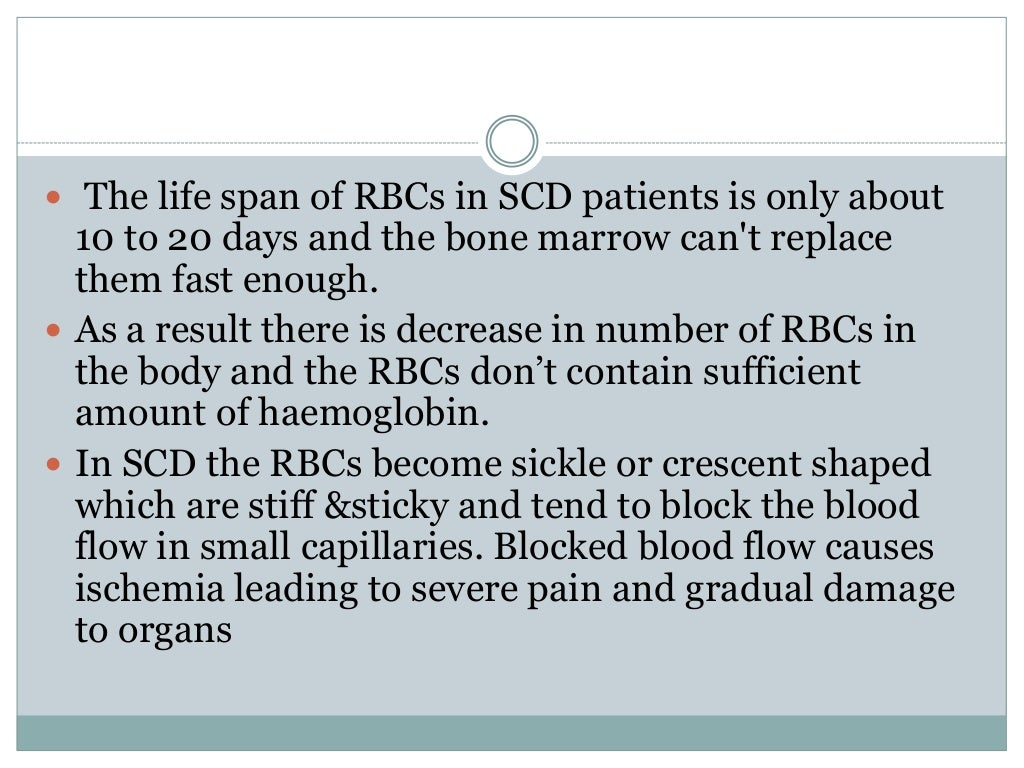 • The life span of RBCs in SCD patients is only about
10 to 20 days and the bone marrow can't replace
them fast enough.
• As a result there is decrease in number of RBCs in
the body and the RBCs don’t contain sufficient
amount of haemoglobin.
• In SCD the RBCs become sickle or crescent shaped
which are stiff &sticky and tend to block the blood
flow in small capillaries. Blocked blood flow causes
ischemia leading to severe pain and gradual damage
to organs